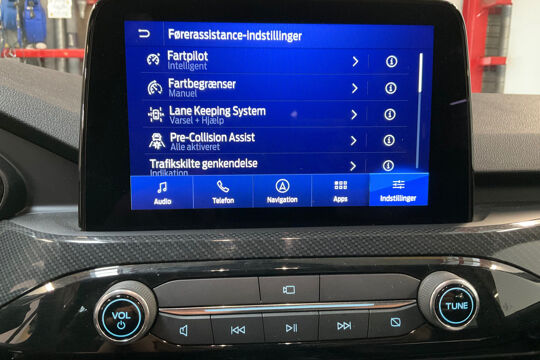 Førerassistance-indstillinger
Fartpilot
Intelligent
Fartbegrænser
Manuel
Lane Keeping System
Varsel + Hjælp
Pre-Collision Assist
Alle aktiveret
Trafikskilte genkendelse
Indikation
Audio
Telefon
Navigation
Apps
Indstillinger
VOL
TUNE